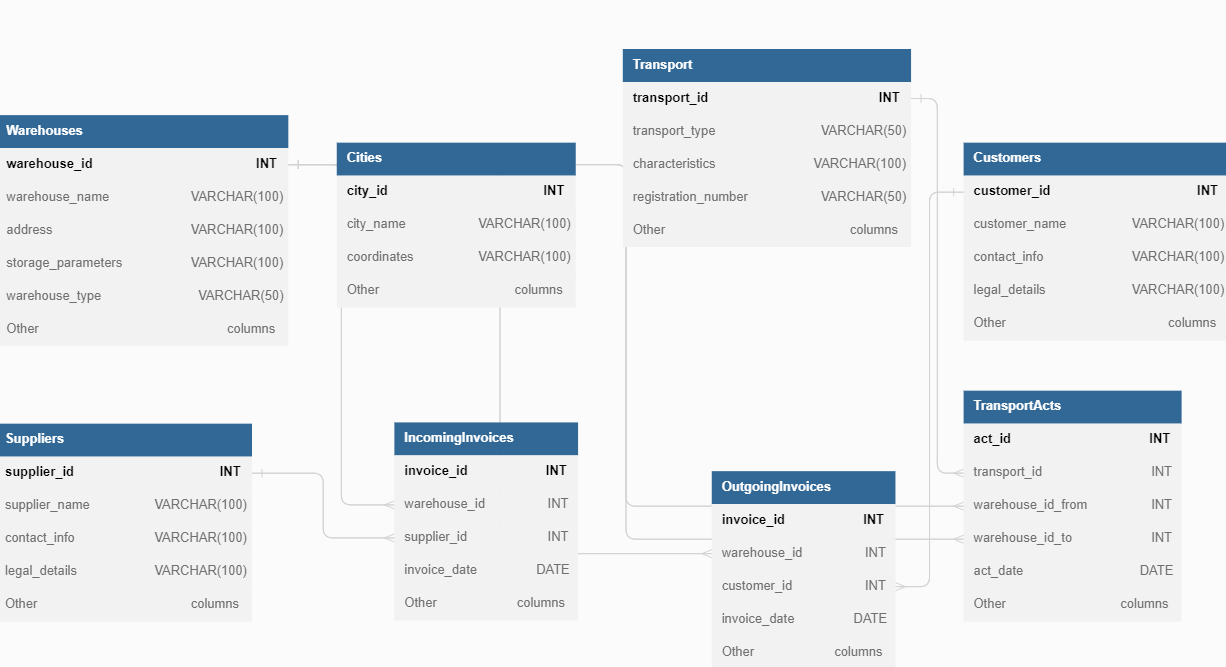 Transport
transport_id INT
transport_type VARCHAR(50)
characteristics VARCHAR(100)
registration_number VARCHAR(50)
Other columns
Warehouses
warehouse_id INT
warehouse_name VARCHAR(100)
address VARCHAR(100)
storage_parameters VARCHAR(100)
warehouse_type VARCHAR(50)
Other columns
Cities
city_id INT
city_name VARCHAR(100)
coordinates VARCHAR(100)
Other columns
Customers
customer_id INT
customer_name VARCHAR(100)
contact_info VARCHAR(100)
legal_details VARCHAR(100)
Other columns
Suppliers
supplier_id INT
supplier_name VARCHAR(100)
contact_info VARCHAR(100)
legal_details VARCHAR(100)
Other columns
IncomingInvoices
invoice_id INT
warehouse_id INT
supplier_id INT
invoice_date DATE
Other columns
OutgoingInvoices
invoice_id INT
warehouse_id INT
customer_id INT
invoice_date DATE
Other columns
TransportActs
act_id INT
transport_id INT
warehouse_id_from INT
warehouse_id_to INT
act_date DATE
Other columns